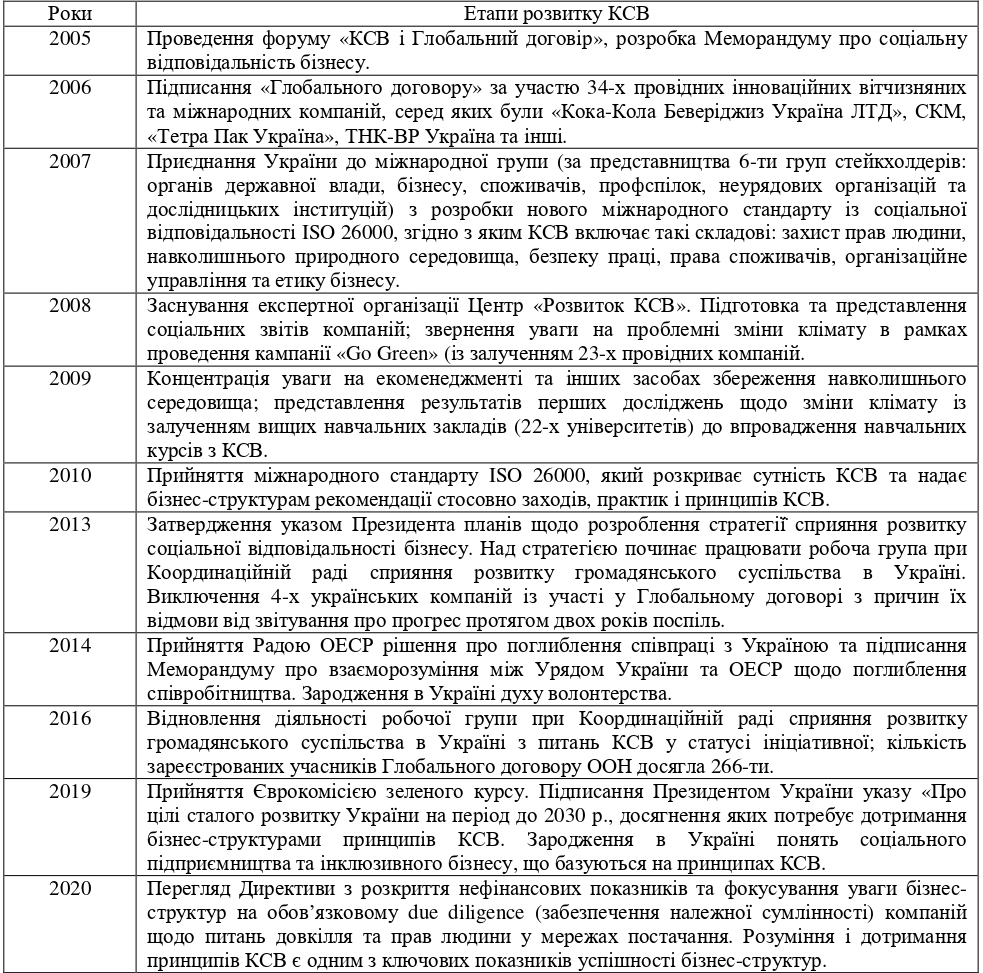 Роки Етапи розвитку КСВ
2005 Проведення форуму «КСВ і Глобальний договір», розробка Меморандуму про соціальну
відповідальність бізнесу.
2006 Підписання «Глобального договору» за участю 34-х провідних інноваційних вітчизняних
та міжнародних компаній, серед яких були «Кока-Кола Беверіджиз Україна ЛТД», СКМ,
«Тетра Пак Україна», ТНК-ВР Україна та інші.
2007 Приєднання України до міжнародної групи (за представництва 6-ти груп стейкхолдерів:
органів державної влади, бізнесу, споживачів, профспілок, неурядових організацій та
дослідницьких інституцій) з розробки нового міжнародного стандарту із соціальної
відповідальності ISO 26000, згідно з яким КСВ включає такі складові: захист прав людини,
навколишнього природного середовища, безпеку праці, права споживачів, організаційне
управління та етику бізнесу.
2008 Заснування експертної організації Центр «Розвиток КСВ». Підготовка та представлення
соціальних звітів компаній; звернення уваги на проблемні зміни клімату в рамках
проведення кампанії «Go Green» (із залученням 23-х провідних компаній.
2009 Концентрація уваги на екоменеджменті та інших засобах збереження навколишнього
середовища; представлення результатів перших досліджень щодо зміни клімату із
залученням вищих навчальних закладів (22-х університетів) до впровадження навчальних
курсів з КСВ.
2010 Прийняття міжнародного стандарту ISO 26000, який розкриває сутність КСВ та надає
бізнес-структурам рекомендації стосовно заходів, практик і принципів КСВ.
2013 Затвердження указом Президента планів щодо розроблення стратегії сприяння розвитку
соціальної відповідальності бізнесу. Над стратегією починає працювати робоча група при
Координаційній раді сприяння розвитку громадянського суспільства в Україні.
Виключення 4-х українських компаній із участі у Глобальному договорі з причин їх
відмови від звітування про прогрес протягом двох років поспіль.
2014 Прийняття Радою ОЕСР рішення про поглиблення співпраці з Україною та підписання
Меморандуму про взаєморозуміння між Урядом України та ОЕСР щодо поглиблення
співробітництва. Зародження в Україні духу волонтерства.
2016 Відновлення діяльності робочої групи при Координаційній раді сприяння розвитку
громадянського суспільства в Україні з питань КСВ у статусі ініціативної; кількість
зареєстрованих учасників Глобального договору ООН досягла 266-ти.
2019 Прийняття Єврокомісією зеленого курсу. Підписання Президентом України указу «Про
цілі сталого розвитку України на період до 2030 р., досягнення яких потребує дотримання
бізнес-структурами принципів КСВ. Зародження в Україні понять соціального
підприємництва та інклюзивного бізнесу, що базуються на принципах КСВ.
2020 Перегляд Директиви з розкриття нефінансових показників та фокусування уваги бізнес-
структур на обов’язковому due diligence (забезпечення належної сумлінності) компаній
щодо питань довкілля та прав людини у мережах постачання. Розуміння і дотримання
принципів КСВ є одним з ключових показників успішності бізнес-структур.